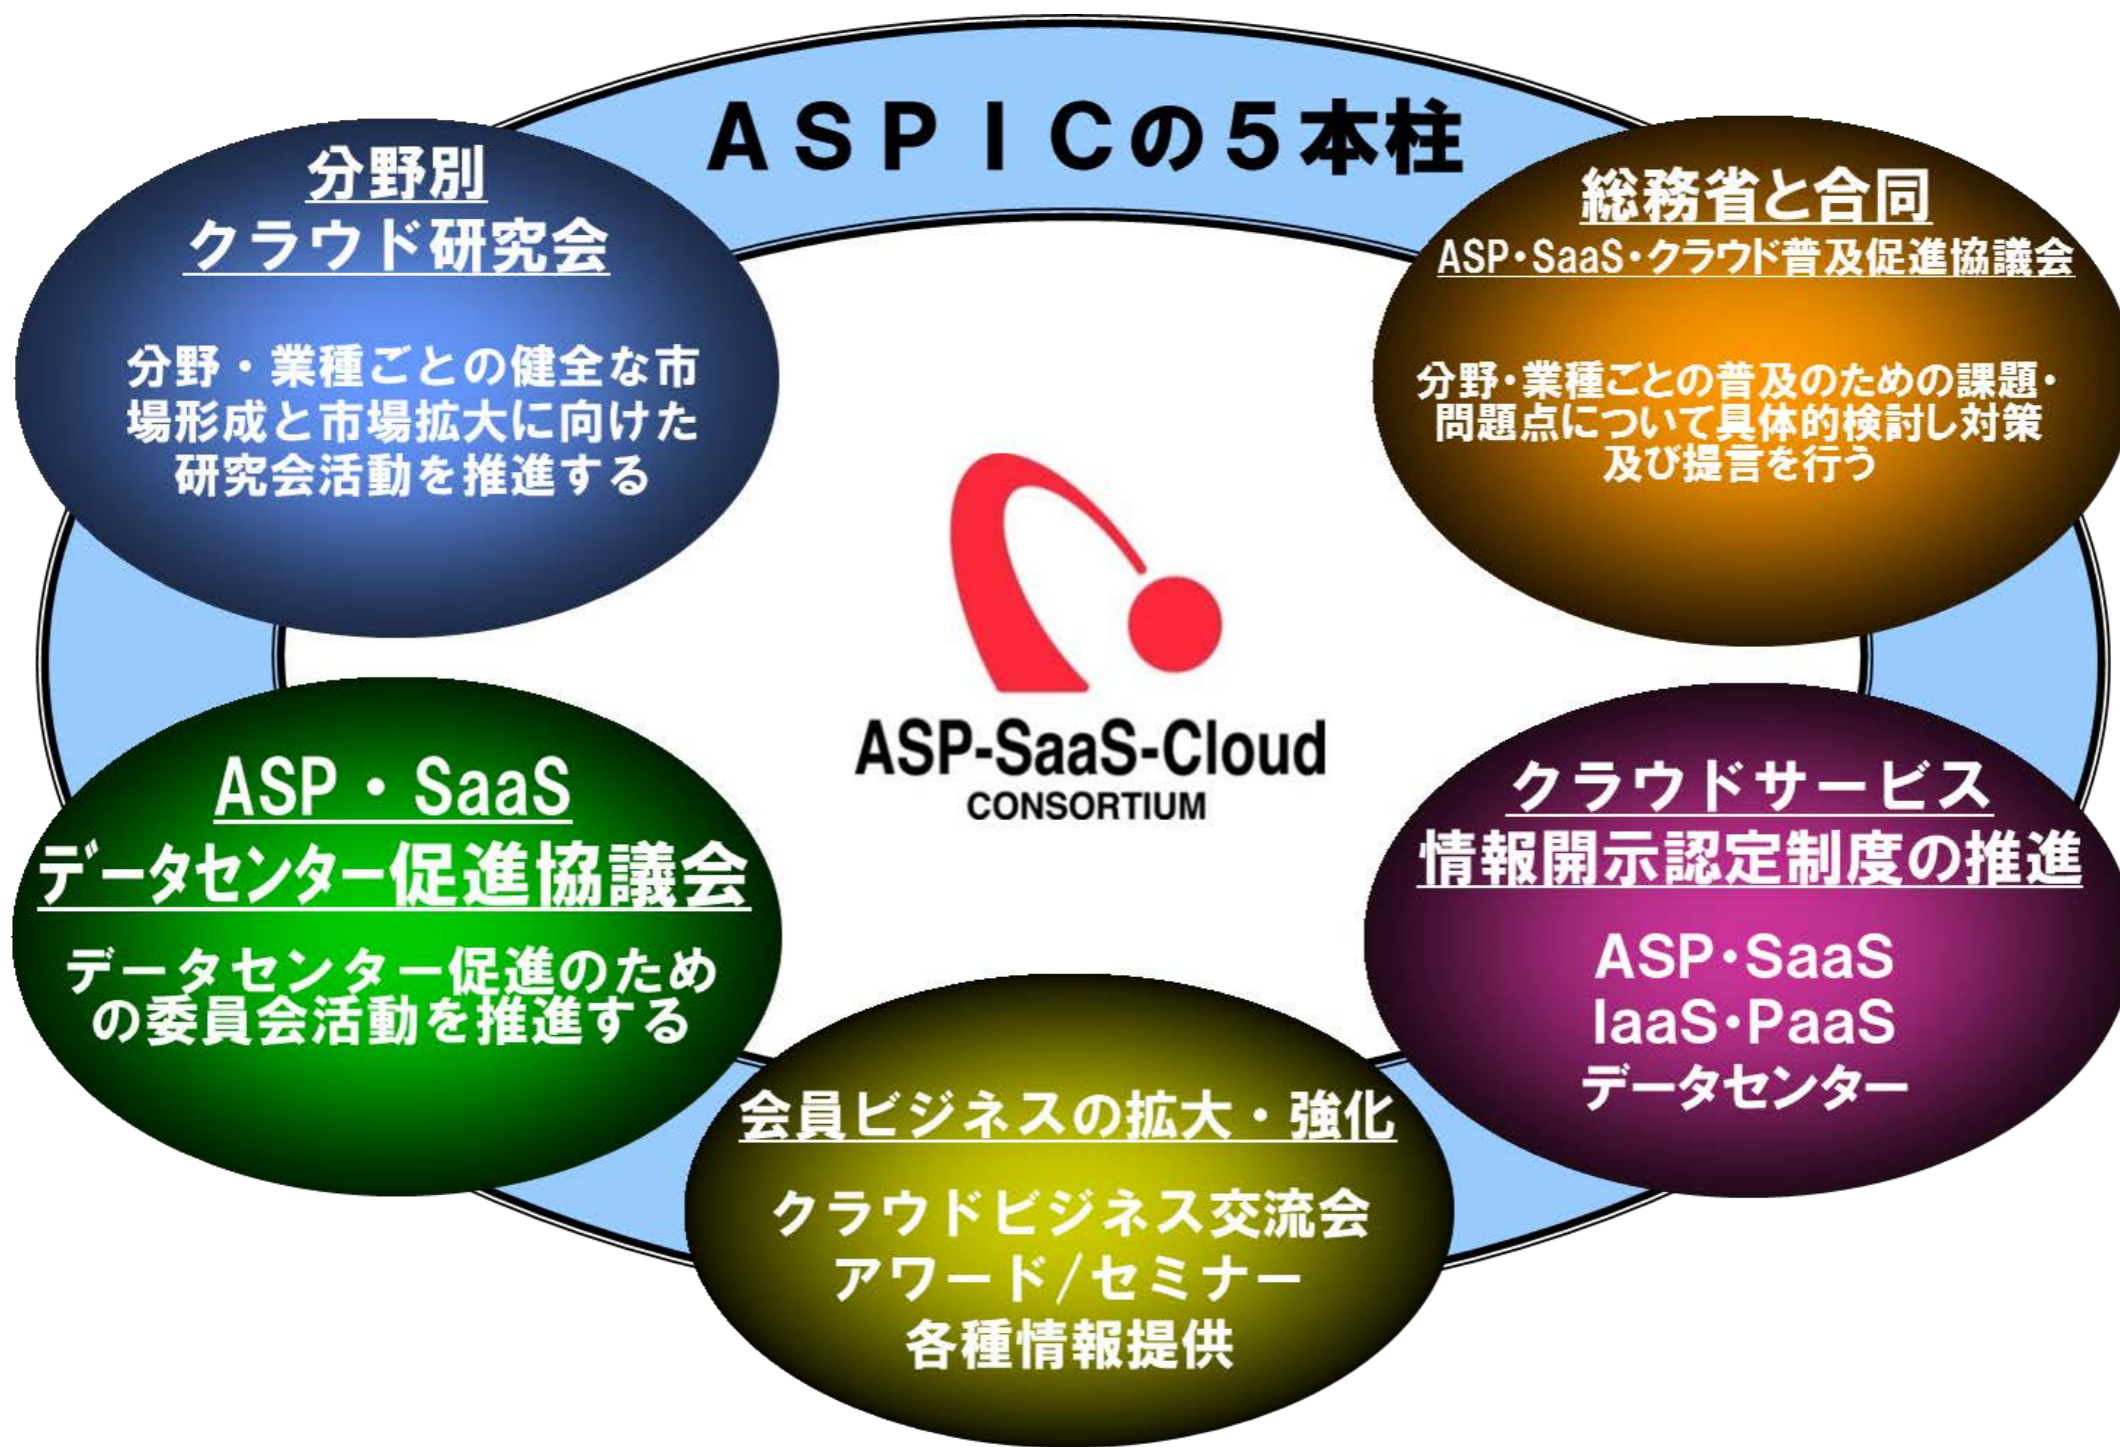 ＡＳＰＩＣの５本柱
分野別
クラウド研究会
分野・業種ごとの健全な市
場形成と市場拡大に向けた
研究会活動を推進する
総務省と合同
ASP・SaaS・クラウド普及促進協議会
分野・業種ごとの普及のための課題・
問題点について具体的検討し対策
及び提言を行う
ASP-SaaS-Cloud
CONSORTIUM
ASP・SaaS
データセンター促進協議会
データセンター促進のため
の委員会活動を推進する
クラウドサービス
情報開示認定制度の推進
ASP・SaaS
IaaS・PaaS
データセンター
会員ビジネスの拡大・強化
クラウドビジネス交流会
アワード/セミナー
各種情報提供